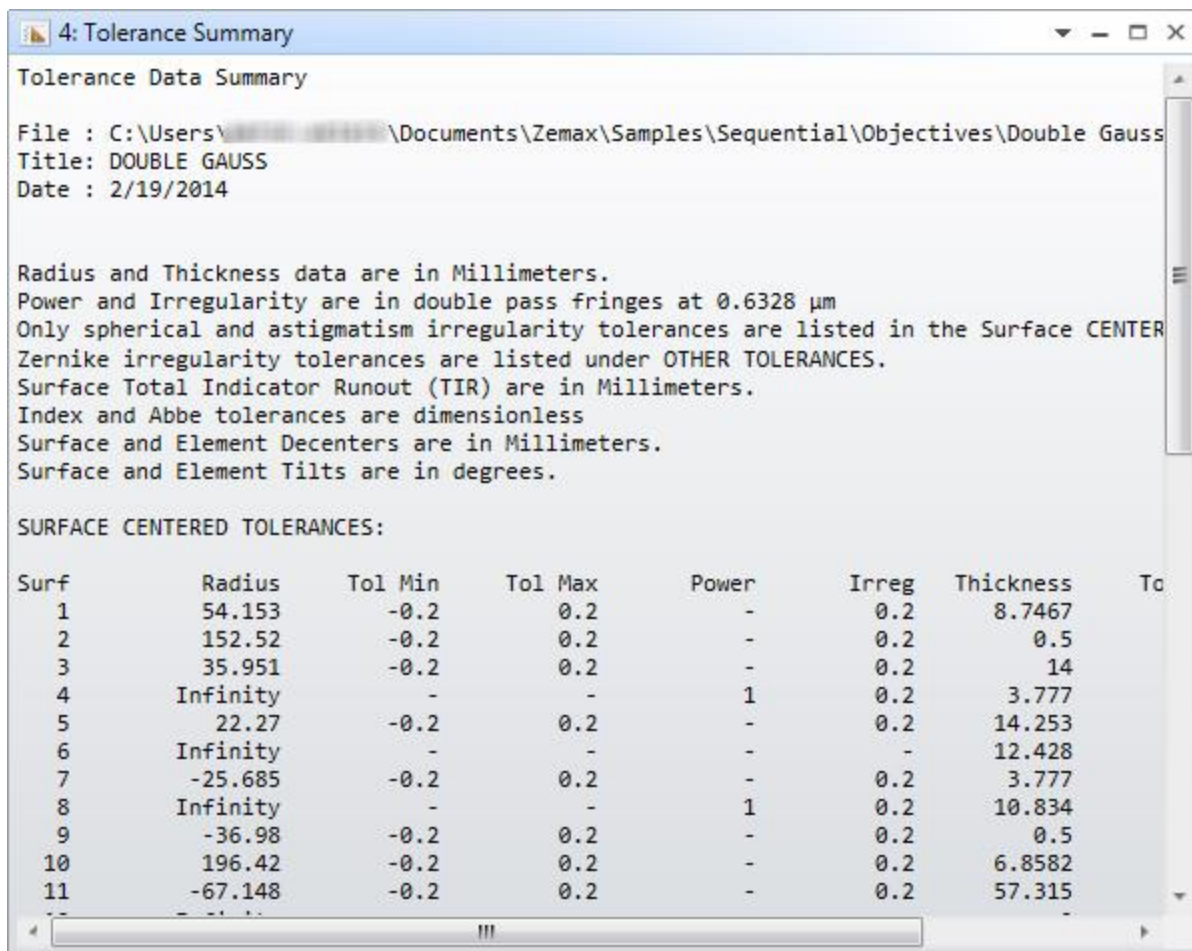 4: Tolerance Summary
Tolerance Data Summary
File : C:\Users\ \Documents\Zemax\Samples\Sequential\Objectives\Double Gauss
Title: DOUBLE GAUSS
Date : 2/19/2014
Radius and Thickness data are in Millimeters.
Power and Irregularity are in double pass fringes at 0.6328 µm
Only spherical and astigmatism irregularity tolerances are listed in the Surface CENTER
Zernike irregularity tolerances are listed under OTHER TOLERANCES.
Surface Total Indicator Runout (TIR) are in Millimeters.
Index and Abbe tolerances are dimensionless
Surface and Element Decenters are in Millimeters.
Surface and Element Tilts are in degrees.
SURFACE CENTERED TOLERANCES:
Surf Radius Tol Min Tol Max Power Irreg Thickness To
1 54.153 -0.2 0.2 - 0.2 8.7467
2 152.52 -0.2 0.2 - 0.2 0.5
3 35.951 -0.2 0.2 - 0.2 14
4 Infinity - - 1 0.2 3.777
5 22.27 -0.2 0.2 - 0.2 14.253
6 Infinity - - - - 12.428
7 -25.685 -0.2 0.2 - 0.2 3.777
8 Infinity - - 1 0.2 10.834
9 -36.98 -0.2 0.2 - 0.2 0.5
10 196.42 -0.2 0.2 - 0.2 6.8582
11 -67.148 -0.2 0.2 - 0.2 57.315